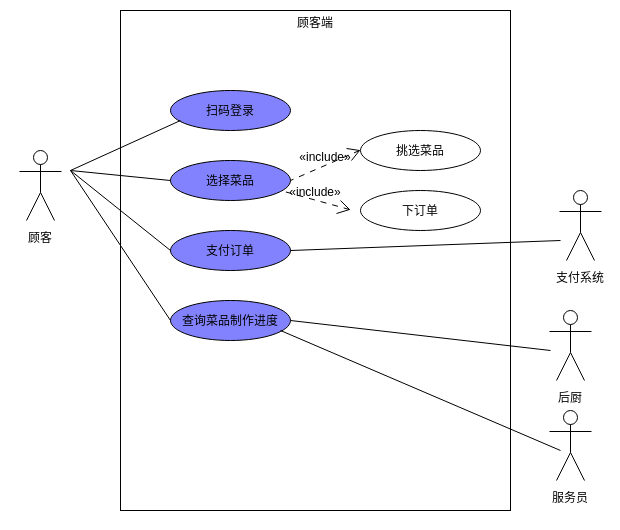 顾客端
扫码登录
«include»
挑选菜品
选择菜品
«include»
下订单
顾客
支付订单
支付系统
查询菜品制作进度
后厨
服务员